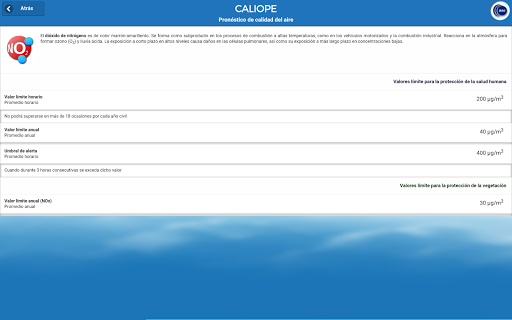 Atrás
CALIOPE
Pronóstico de calidad del aire
NO2
El dióxido de nitrógeno es de color marrón-amarillento. Se forma como subproducto en los procesos de combustión a altas temperaturas, como en los vehículos motorizados y la combustión industrial. Reacciona en la atmósfera para
formar ozono (O3) y lluvia ácida. La exposición a corto plazo en altos niveles causa daños en las células pulmonares, así como su exposición a más largo plazo en concentraciones bajas.
Valores límite para la protección de la salud humana
Valor límite horario
Promedio horario
200 µg/m3
No podrá superarse en más de 18 ocasiones por cada año civil
Valor límite anual
Promedio anual
40 µg/m3
Umbral de alerta
Promedio horario
400 µg/m3
Cuando durante 3 horas consecutivas se exceda dicho valor
Valores límite para la protección de la vegetación
Valor límite anual (NOx)
Promedio anual
30 µg/m3